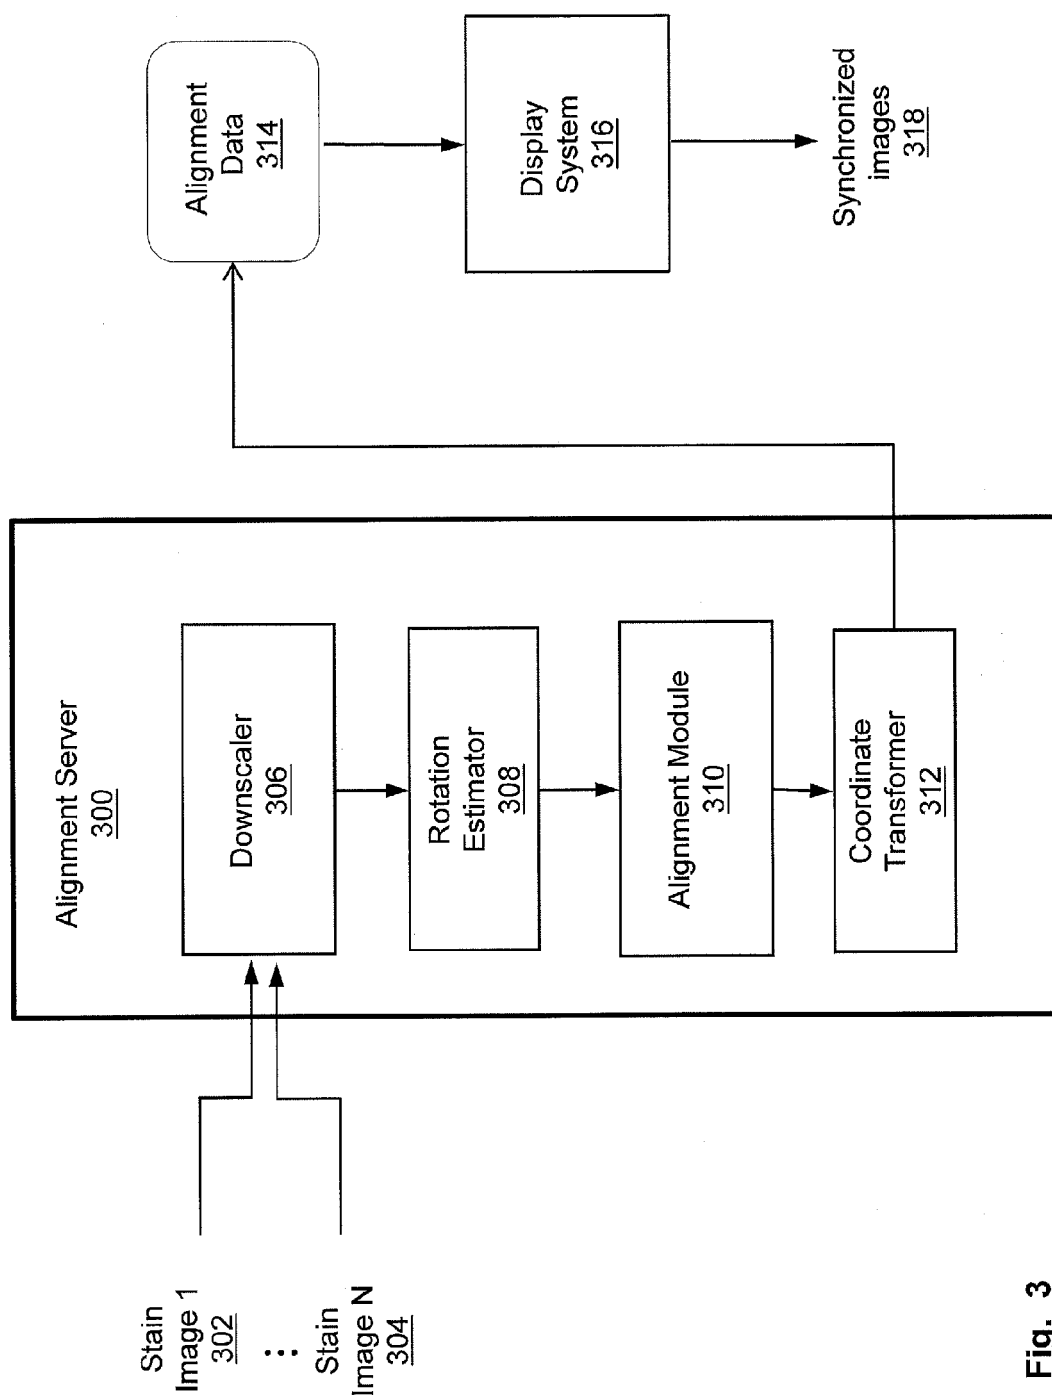 Stain
Image 1
302
Stain
Image N
304
Alignment Server
300
Downscaler
306
Rotation
Estimator
308
Alignment Module
310
Coordinate
Transformer
312
Alignment
Data
314
Display
System
316
Synchronized
images
318
Fig. 3